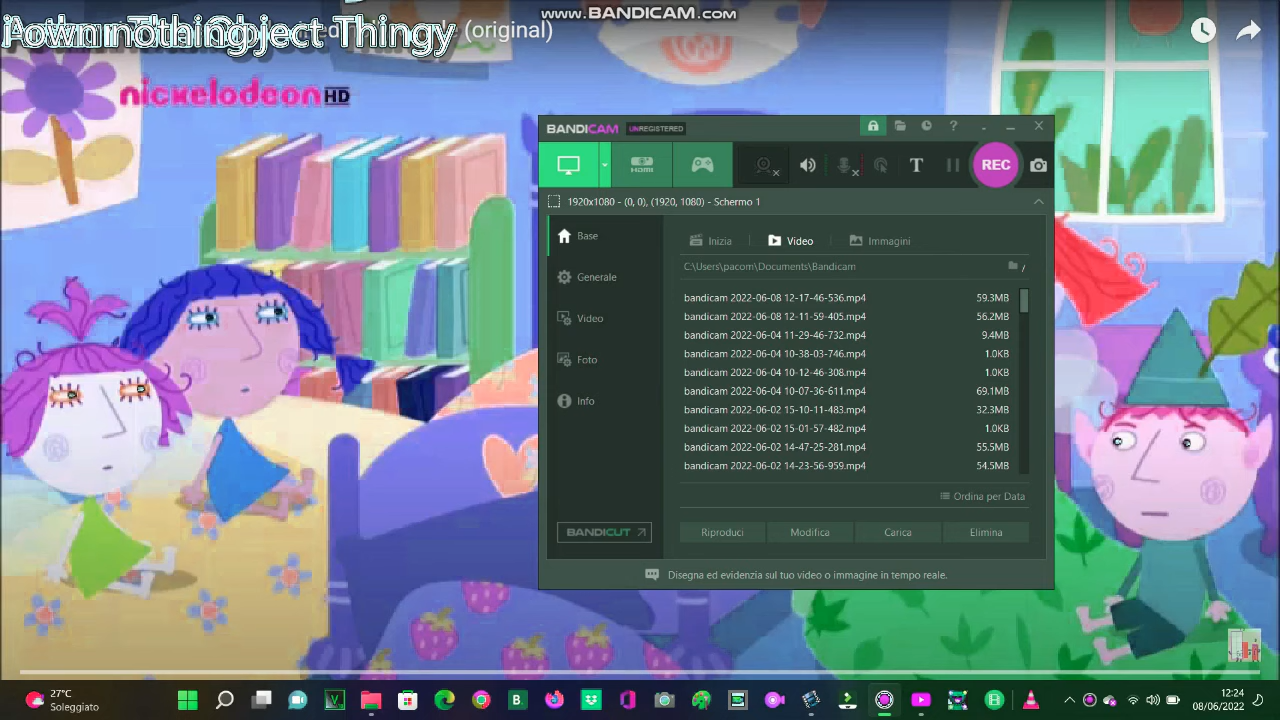 www.BANDICAM.com
I own nothing
ject Thingy
(original)
nickelodeon HD
BANDICAM UNREGISTERED
?
HDMI
T
REC
1920x1080 - (0, 0), (1920, 1080) - Schermo 1
Base
Generale
Video
Foto
Info
BANDICUT
Inizia
Video
Immagini
C:\Users\pacom\Documents\Bandicam
/
bandicam 2022-06-08 12-17-46-536.mp4 59.3MB
bandicam 2022-06-08 12-11-59-405.mp4 56.2MB
bandicam 2022-06-04 11-29-46-732.mp4 9.4MB
bandicam 2022-06-04 10-38-03-746.mp4 1.0KB
bandicam 2022-06-04 10-12-46-308.mp4 1.0KB
bandicam 2022-06-04 10-07-36-611.mp4 69.1MB
bandicam 2022-06-02 15-10-11-483.mp4 32.3MB
bandicam 2022-06-02 15-01-57-482.mp4 1.0KB
bandicam 2022-06-02 14-47-25-281.mp4 55.5MB
bandicam 2022-06-02 14-23-56-959.mp4 54.5MB
Ordina per Data
Riproduci Modifica Carica Elimina
Disegna ed evidenzia sul tuo video o immagine in tempo reale.
27°C
Soleggiato
12:24
08/06/2022